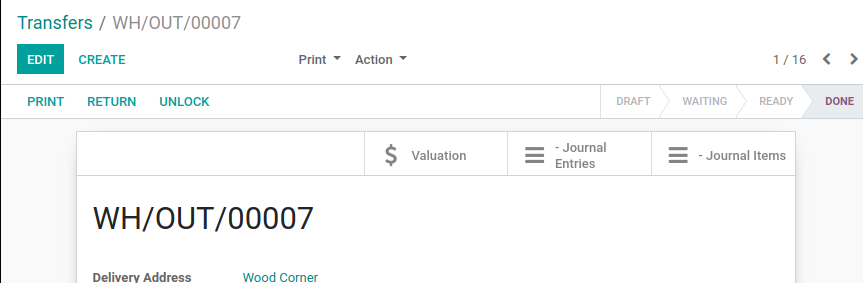 Transfers / WH/OUT/00007
EDIT CREATE Print Action 1 / 16
PRINT RETURN UNLOCK DRAFT WAITING READY DONE
$ Valuation
- Journal
Entries
- Journal Items
WH/OUT/00007
Delivery Address Wood Corner